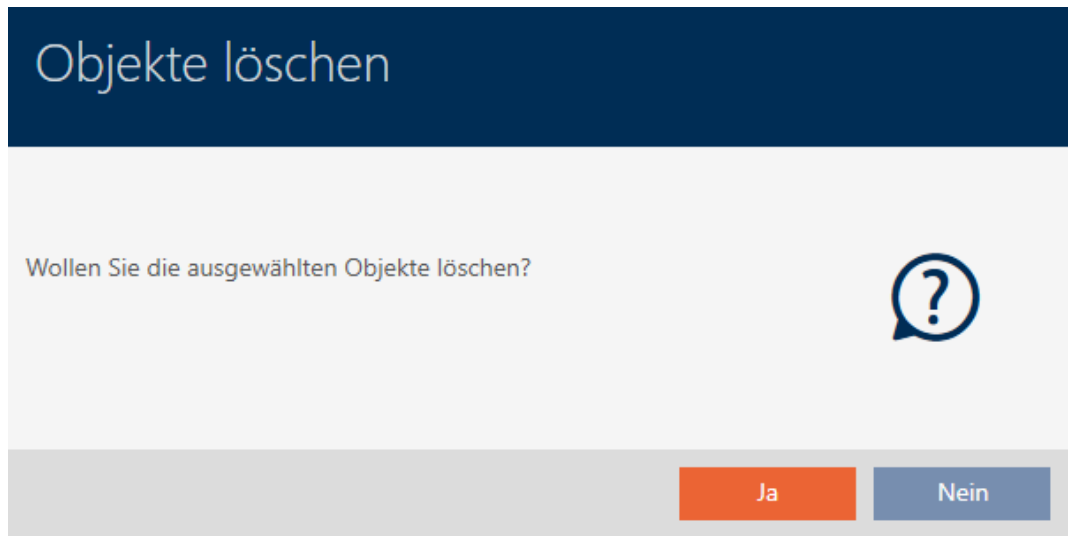 Objekte löschen
Wollen Sie die ausgewählten Objekte löschen?
?
Ja
Nein